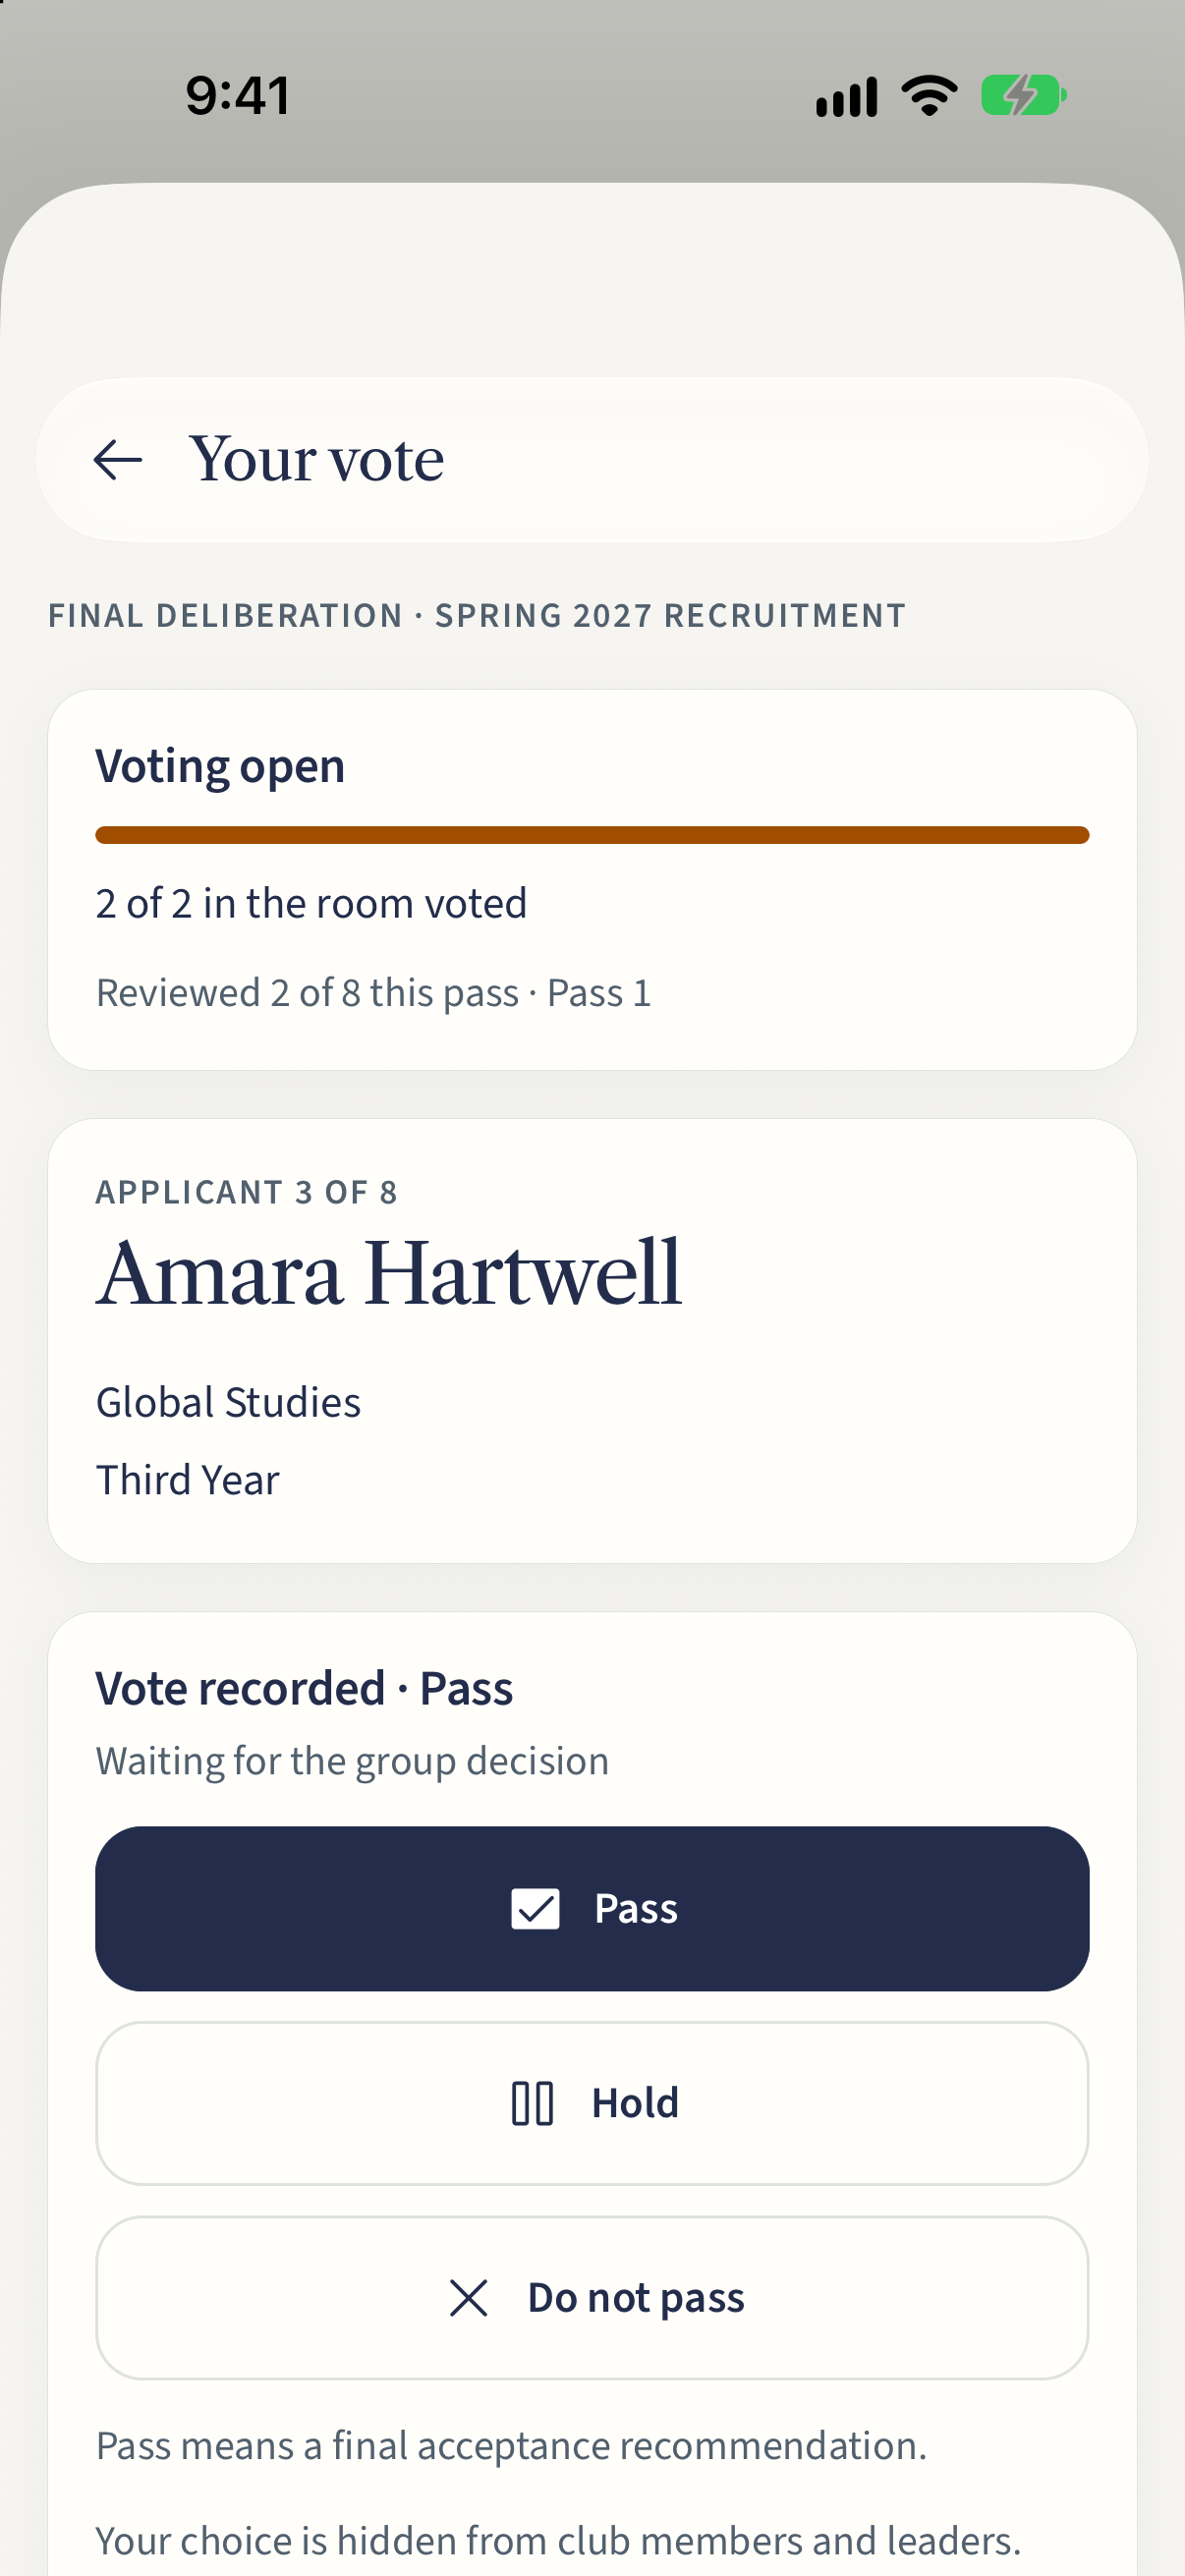 9:41
Your vote
FINAL DELIBERATION · SPRING 2027 RECRUITMENT
Voting open
2 of 2 in the room voted
Reviewed 2 of 8 this pass · Pass 1
APPLICANT 3 OF 8
Amara Hartwell
Global Studies
Third Year
Vote recorded · Pass
Waiting for the group decision
Pass
Hold
Do not pass
Pass means a final acceptance recommendation.
Your choice is hidden from club members and leaders.